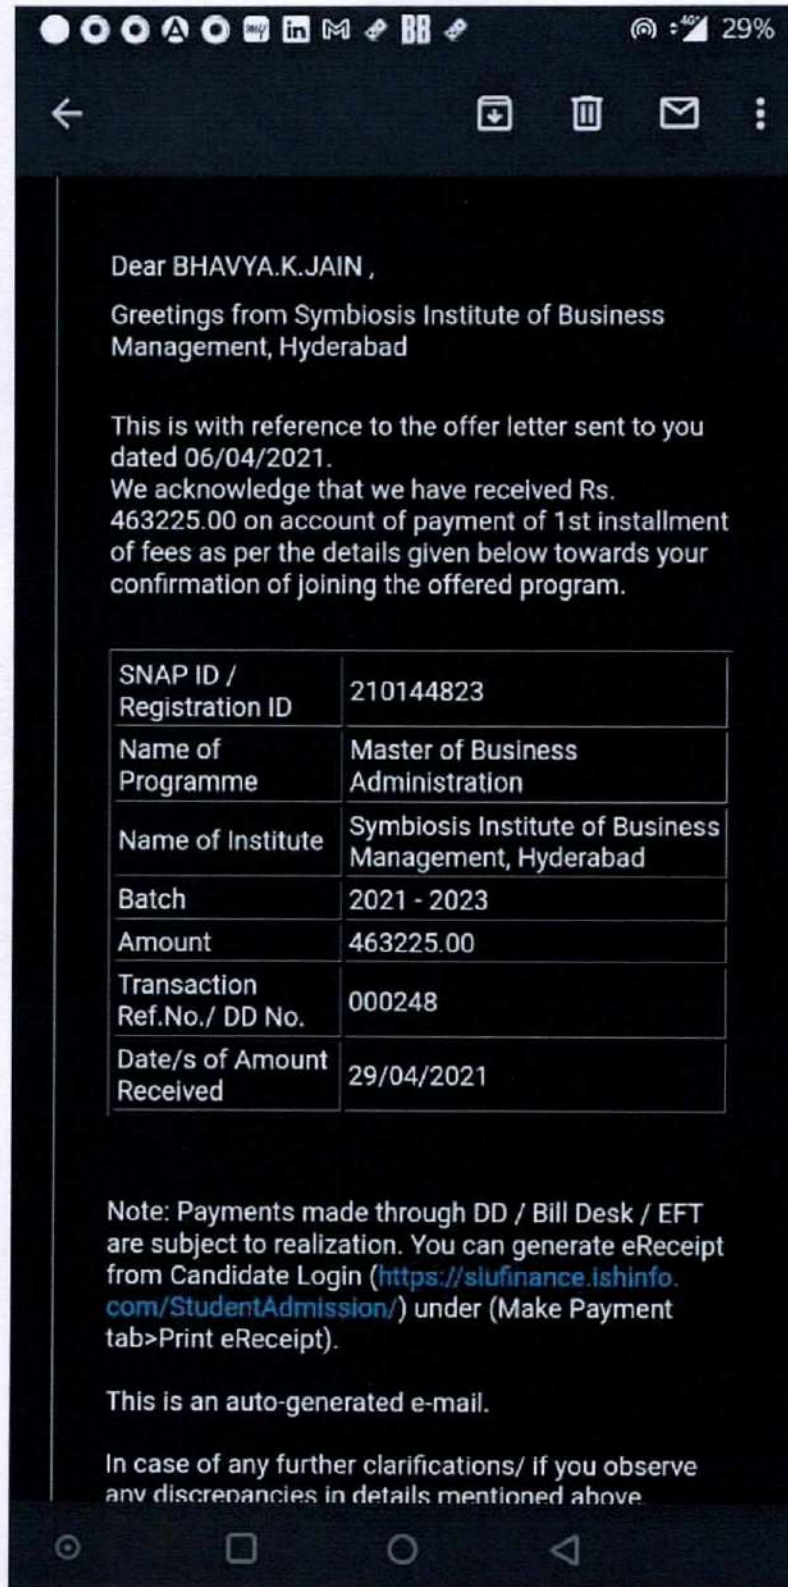 29%
Dear BHAVYA.K.JAIN ,
Greetings from Symbiosis Institute of Business
Management, Hyderabad
This is with reference to the offer letter sent to you
dated 06/04/2021.
We acknowledge that we have received Rs.
463225.00 on account of payment of 1st installment
of fees as per the details given below towards your
confirmation of joining the offered program.
SNAP ID /
Registration ID
210144823
Name of
Programme
Master of Business
Administration
Name of Institute
Symbiosis Institute of Business
Management, Hyderabad
Batch
2021 - 2023
Amount
463225.00
Transaction
Ref.No./ DD No.
000248
Date/s of Amount
Received
29/04/2021
Note: Payments made through DD / Bill Desk / EFT
are subject to realization. You can generate eReceipt
from Candidate Login (https://siufinance.ishinfo.
com/StudentAdmission/) under (Make Payment
tab>Print eReceipt).
This is an auto-generated e-mail.
In case of any further clarifications/ if you observe
any discrepancies in details mentioned above